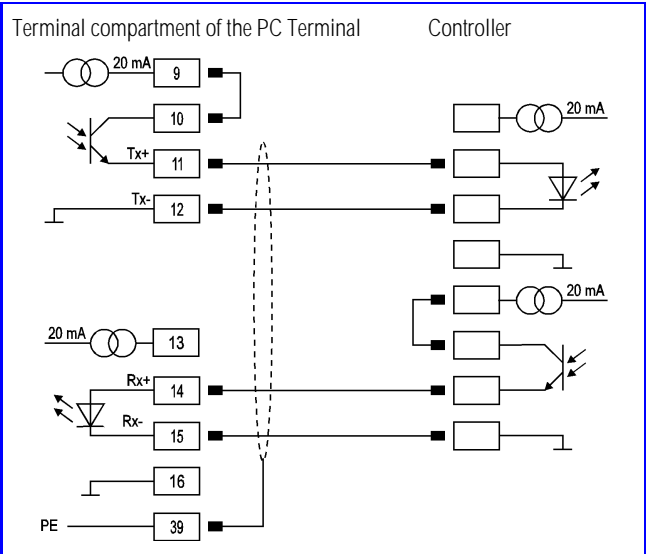 Terminal compartment of the PC Terminal Controller
20 mA 9
10 20 mA
Tx+ 11
Tx- 12
20 mA
20 mA 13
Rx+ 14
Rx- 15
16
PE 39